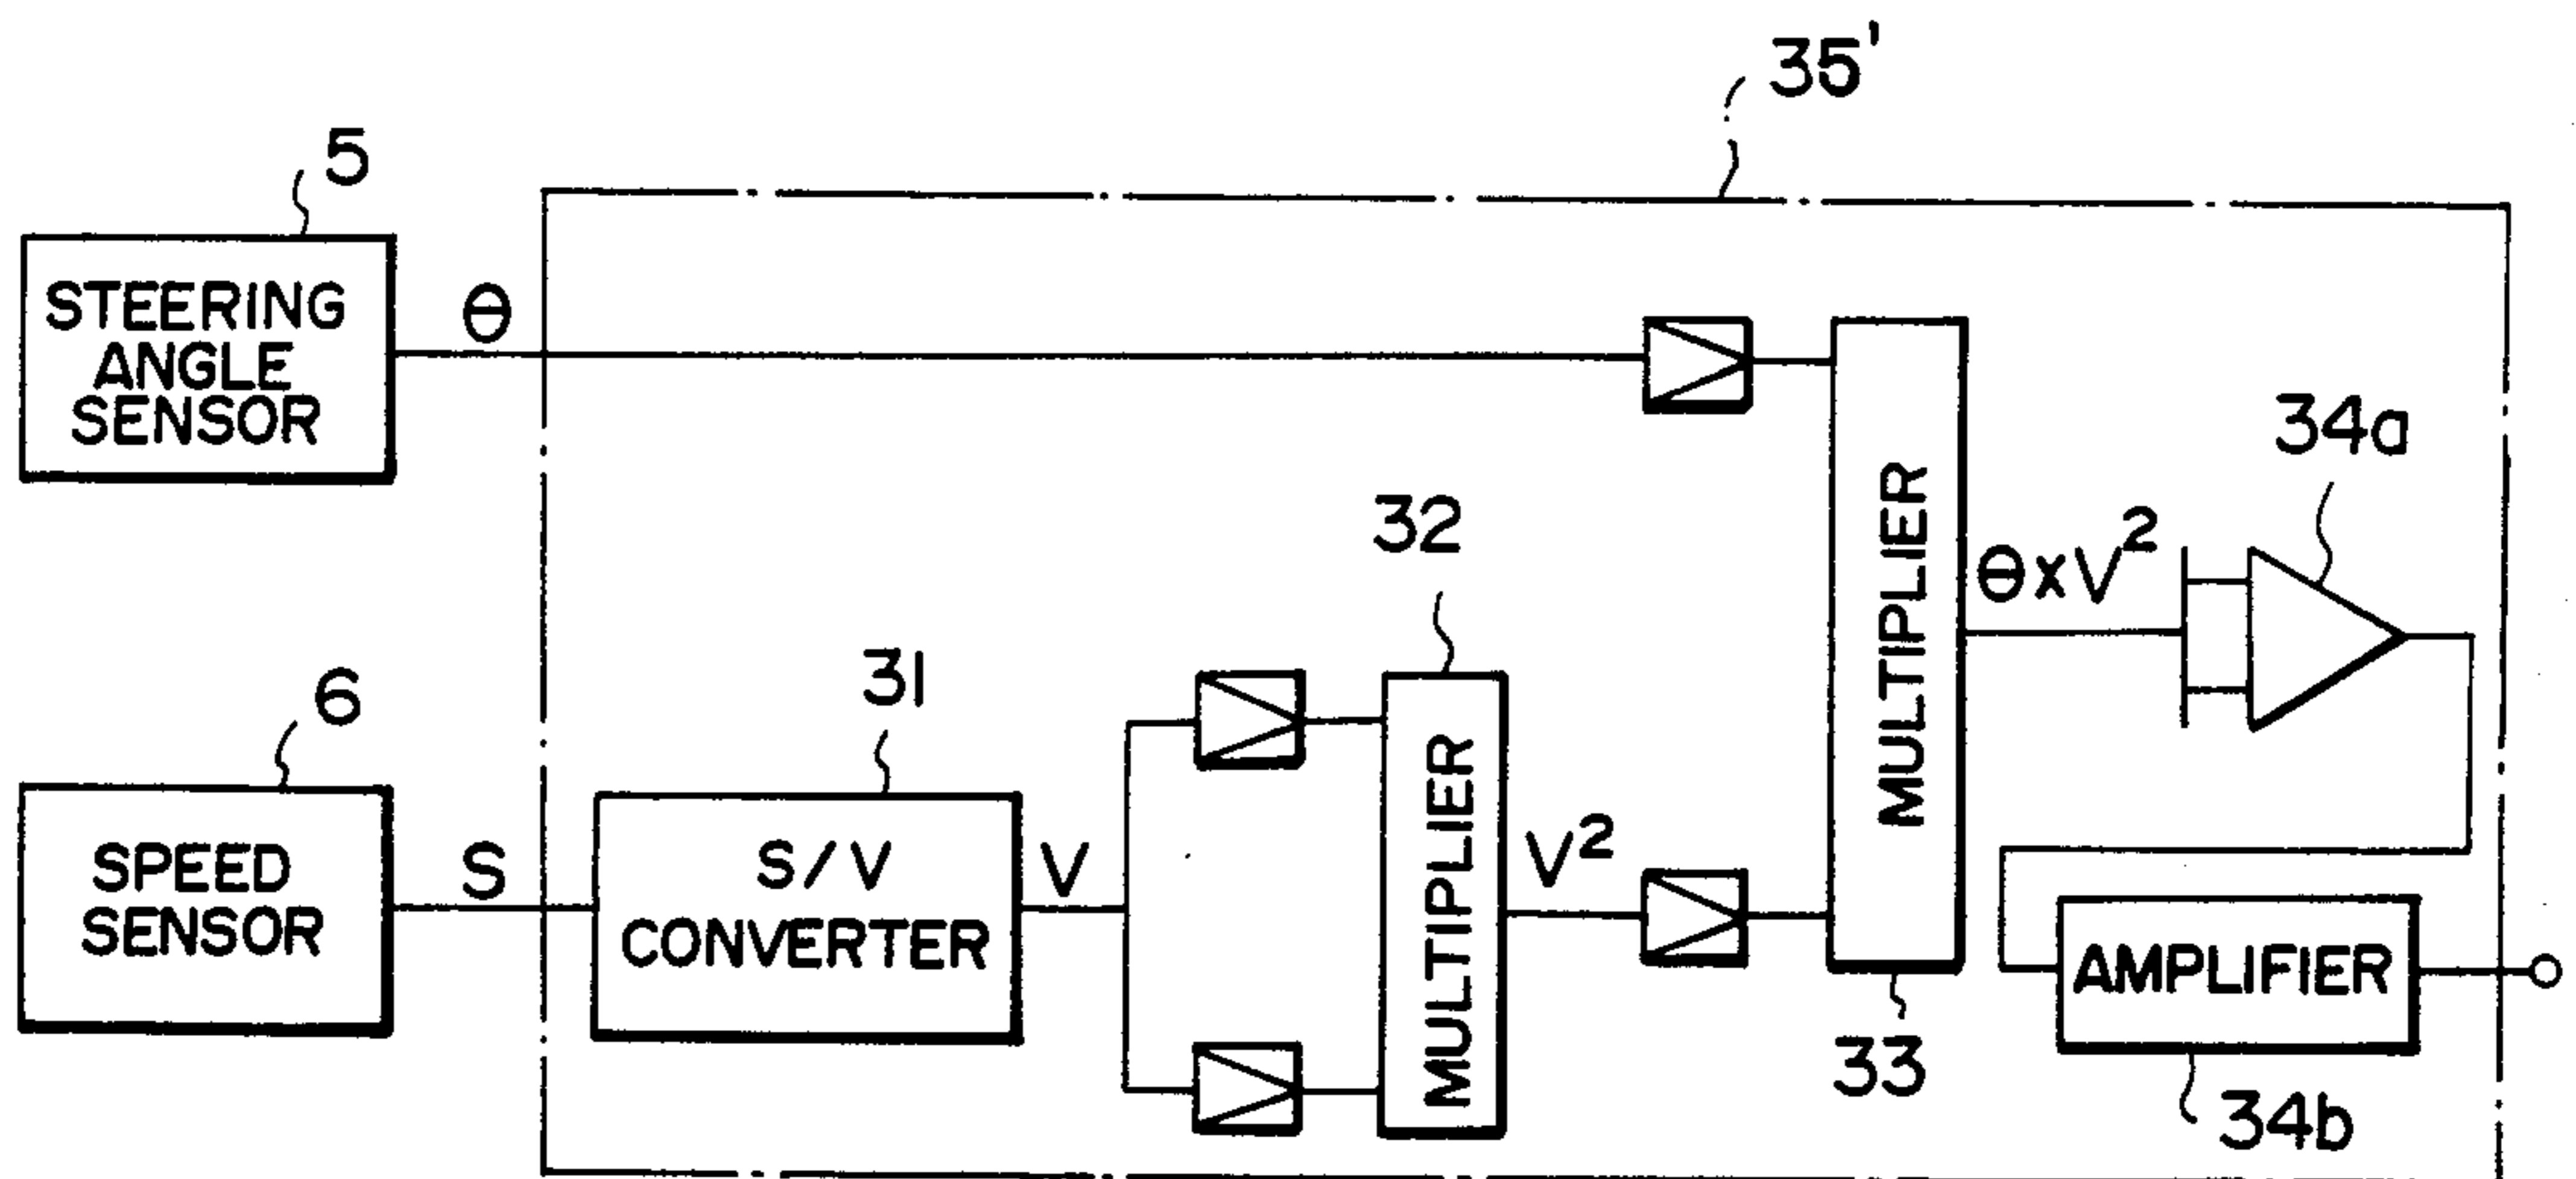 35'
5
STEERING
ANGLE
SENSOR
θ
34a
32
MULTIPLIER
θxV²
31
6
SPEED
SENSOR
S
S/V
CONVERTER
V
MULTIPLIER
V²
AMPLIFIER
33
34b